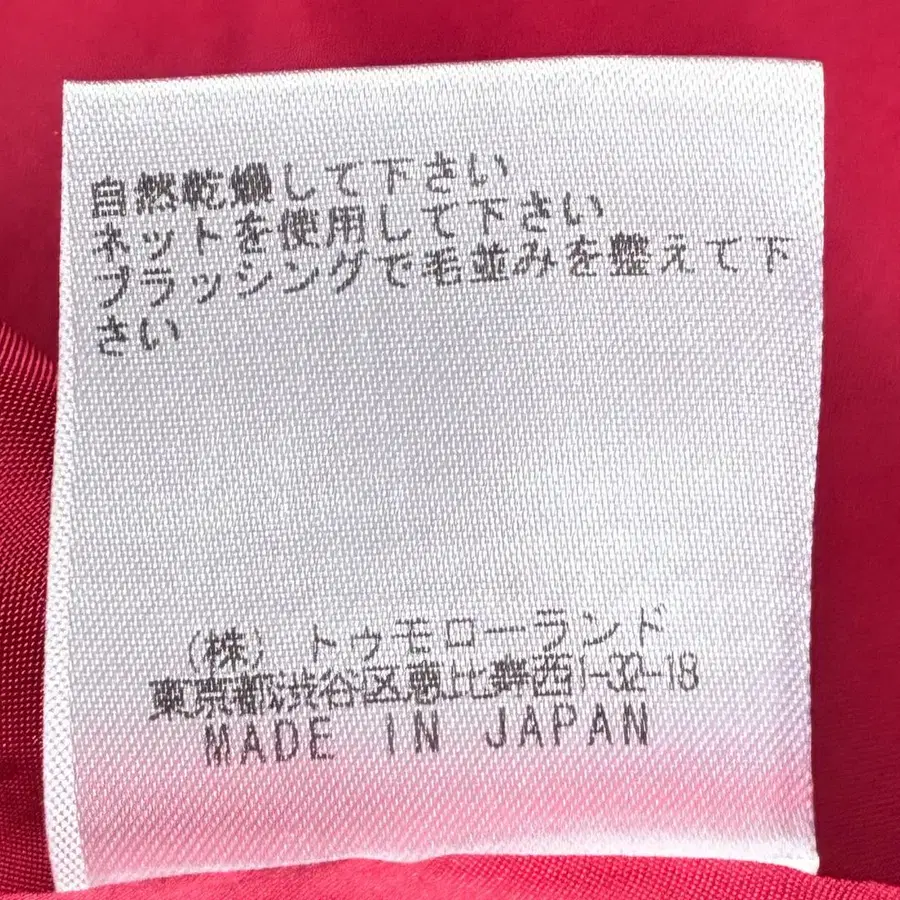 自然乾燥して下さい
ネットを使用して下さい
ブラッシングで毛並みを整えて下
さい
(株) トゥモローランド
東京都渋谷区恵比寿西1-32-18
MADE IN JAPAN